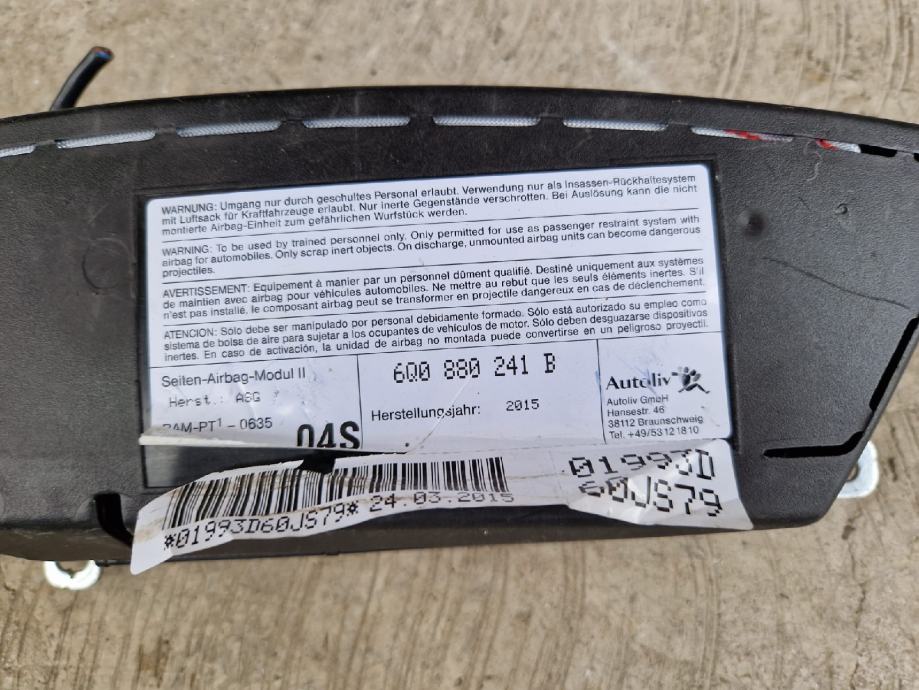 WARNUNG: Umgang nur durch geschultes Personal erlaubt. Verwendung nur als Insassen-Rückhaltesystem
mit Luftsack für Kraftfahrzeuge erlaubt. Nur inerte Gegenstände verschrotten. Bei Auslösung kann die nicht
montierte Airbag-Einheit zum gefährlichen Wurfstück werden.
WARNING: To be used by trained personnel only. Only permitted for use as passenger restraint system with
airbag for automobiles. Only scrap inert objects. On discharge, unmounted airbag units can become dangerous
projectiles.
AVERTISSEMENT: Equipement à manier par un personnel dûment qualifié. Destiné uniquement aux systèmes
de maintien avec airbag pour véhicules automobiles. Ne mettre au rebut que les seuls éléments inertes. S'il
n'est pas installé, le composant airbag peut se transformer en projectile dangereux en cas de déclenchement.
ATENCION: Sólo debe ser manipulado por personal debidamente formado. Sólo está autorizado su empleo como
sistema de bolsa de aire para sujetar a los ocupantes de vehículos de motor. Sólo deben desguazarse dispositivos
inertes. En caso de activación, la unidad de airbag no montada puede convertirse en un peligroso proyectil.
Seiten-Airbag-Modul II
Herst.: ASG
BAM-PT1 - 0635
04S
6Q0 880 241 B
Herstellungsjahr: 2015
Autoliv
Autoliv GmbH
Hansestr. 46
38112 Braunschweig
Tel. +49/53121810
*01993D60JS79* 24.03.2015
01993D
60JS79